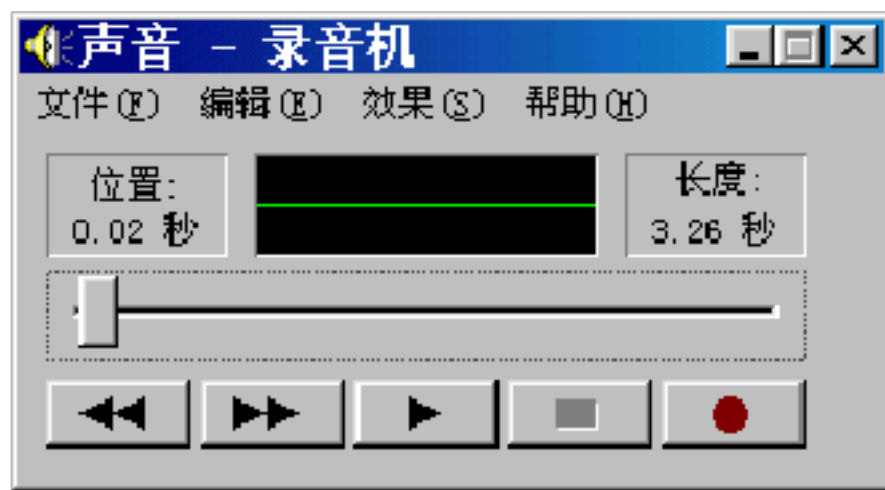 声音 - 录音机
文件(F) 编辑(E) 效果(S) 帮助(H)
位置:
0.02 秒
长度:
3.26 秒